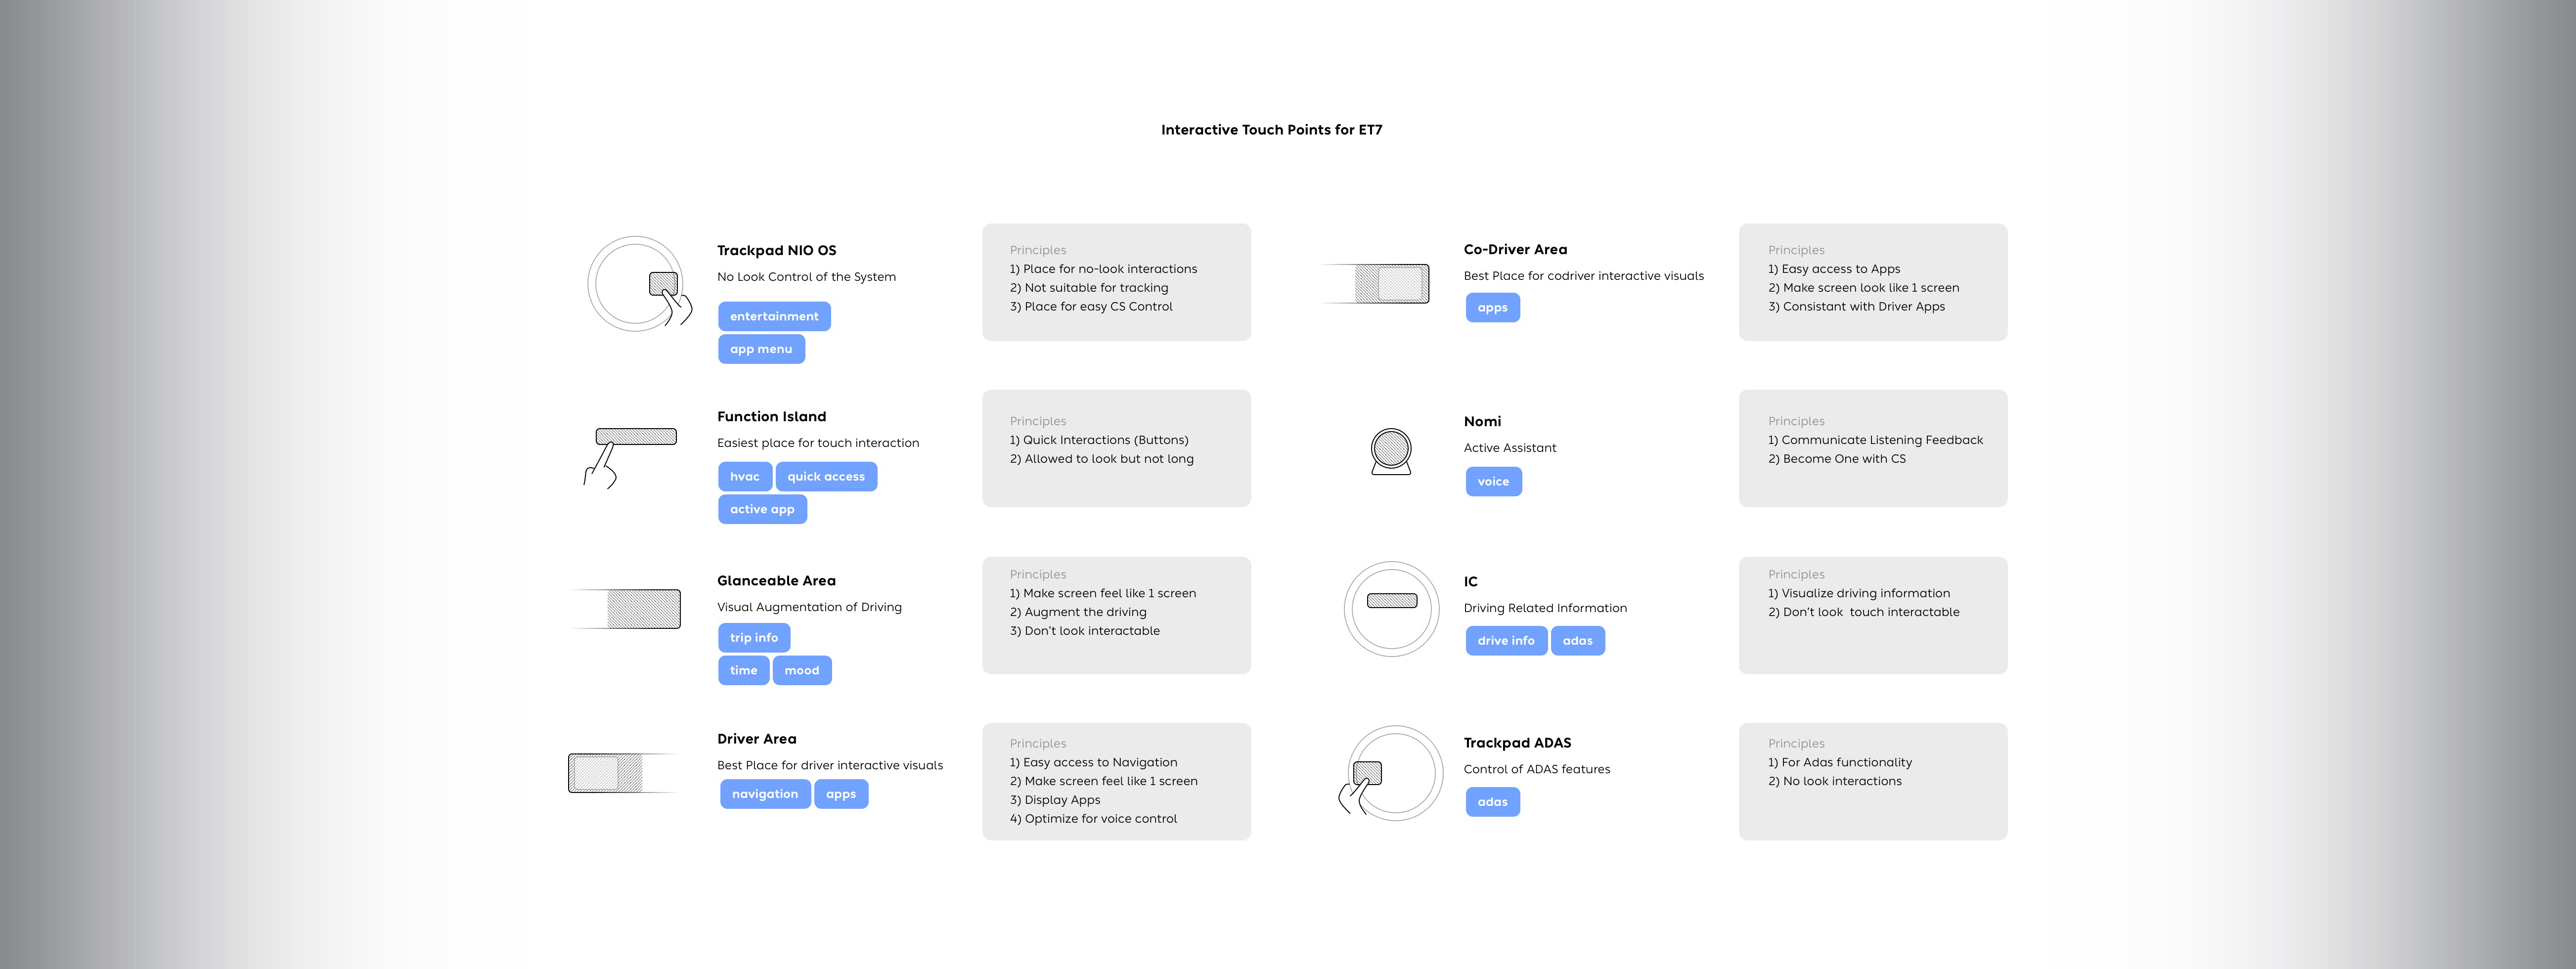 Interactive Touch Points for ET7
Trackpad NIO OS
No Look Control of the System
entertainment
app menu
Principles
1) Place for no-look interactions
2) Not suitable for tracking
3) Place for easy CS Control
Function Island
Easiest place for touch interaction
hvac quick access
active app
Principles
1) Quick Interactions (Buttons)
2) Allowed to look but not long
Glanceable Area
Visual Augmentation of Driving
trip info
time mood
Principles
1) Make screen feel like 1 screen
2) Augment the driving
3) Don't look interactable
Driver Area
Best Place for driver interactive visuals
navigation apps
Principles
1) Easy access to Navigation
2) Make screen feel like 1 screen
3) Display Apps
4) Optimize for voice control
Co-Driver Area
Best Place for codriver interactive visuals
apps
Principles
1) Easy access to Apps
2) Make screen look like 1 screen
3) Consistant with Driver Apps
Nomi
Active Assistant
voice
Principles
1) Communicate Listening Feedback
2) Become One with CS
IC
Driving Related Information
drive info adas
Principles
1) Visualize driving information
2) Don't look  touch interactable
Trackpad ADAS
Control of ADAS features
adas
Principles
1) For Adas functionality
2) No look interactions